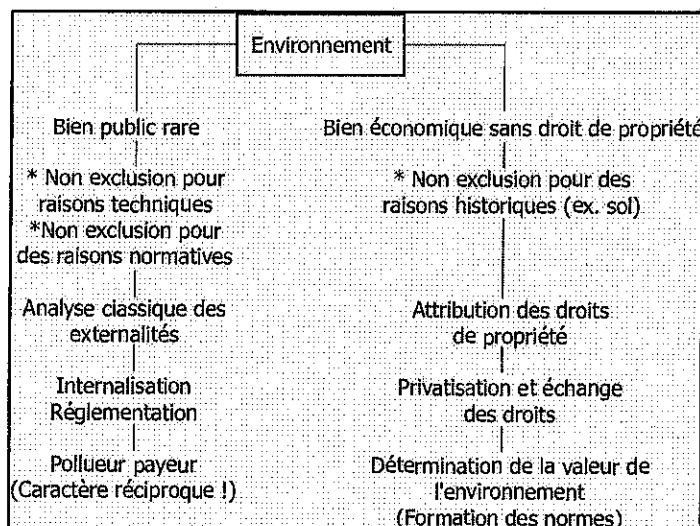 Environnement
Bien public rare
* Non exclusion pour
raisons techniques
*Non exclusion pour
des raisons normatives
Analyse classique des
externalités
Internalisation
Réglementation
Pollueur payeur
(Caractère réciproque !)
Bien économique sans droit de propriété
* Non exclusion pour des
raisons historiques (ex. sol)
Attribution des droits
de propriété
Privatisation et échange
des droits
Détermination de la valeur de
l'environnement
(Formation des normes)